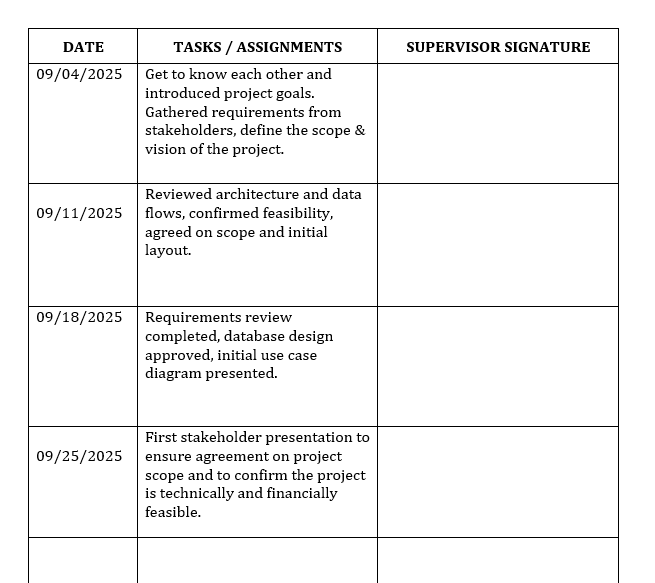 DATE TASKS / ASSIGNMENTS SUPERVISOR SIGNATURE
09/04/2025 Get to know each other and
introduced project goals.
Gathered requirements from
stakeholders, define the scope &
vision of the project.
Reviewed architecture and data
09/11/2025 flows, confirmed feasibility,
agreed on scope and initial
layout.
09/18/2025 Requirements review
completed, database design
approved, initial use case
diagram presented.
First stakeholder presentation to
09/25/2025 ensure agreement on project
scope and to confirm the project
is technically and financially
feasible.